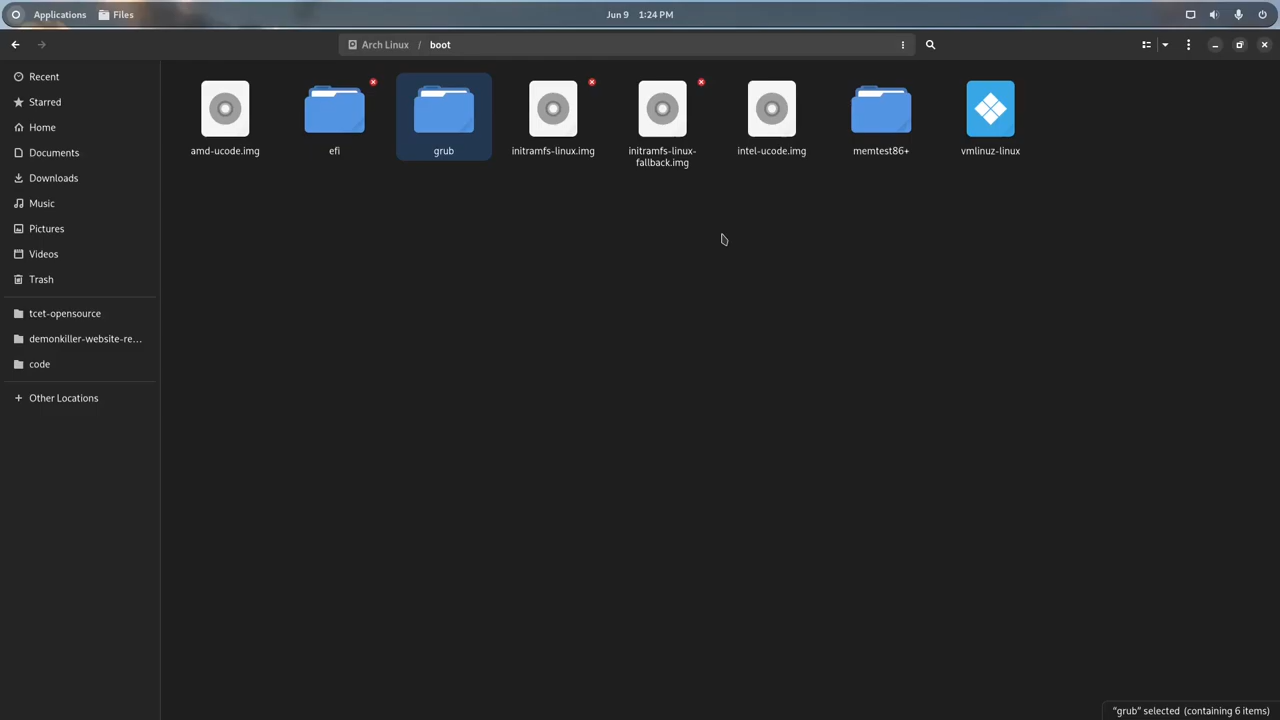 Applications Files Jun 9 1:24 PM
Arch Linux / boot
Recent
Starred
Home
Documents
Downloads
Music
Pictures
Videos
Trash
tcet-opensource
demonkiller-website-re...
code
Other Locations
amd-ucode.img efi grub initramfs-linux.img initramfs-linux- intel-ucode.img memtest86+ vmlinuz-linux
fallback.img
"grub" selected (containing 6 items)